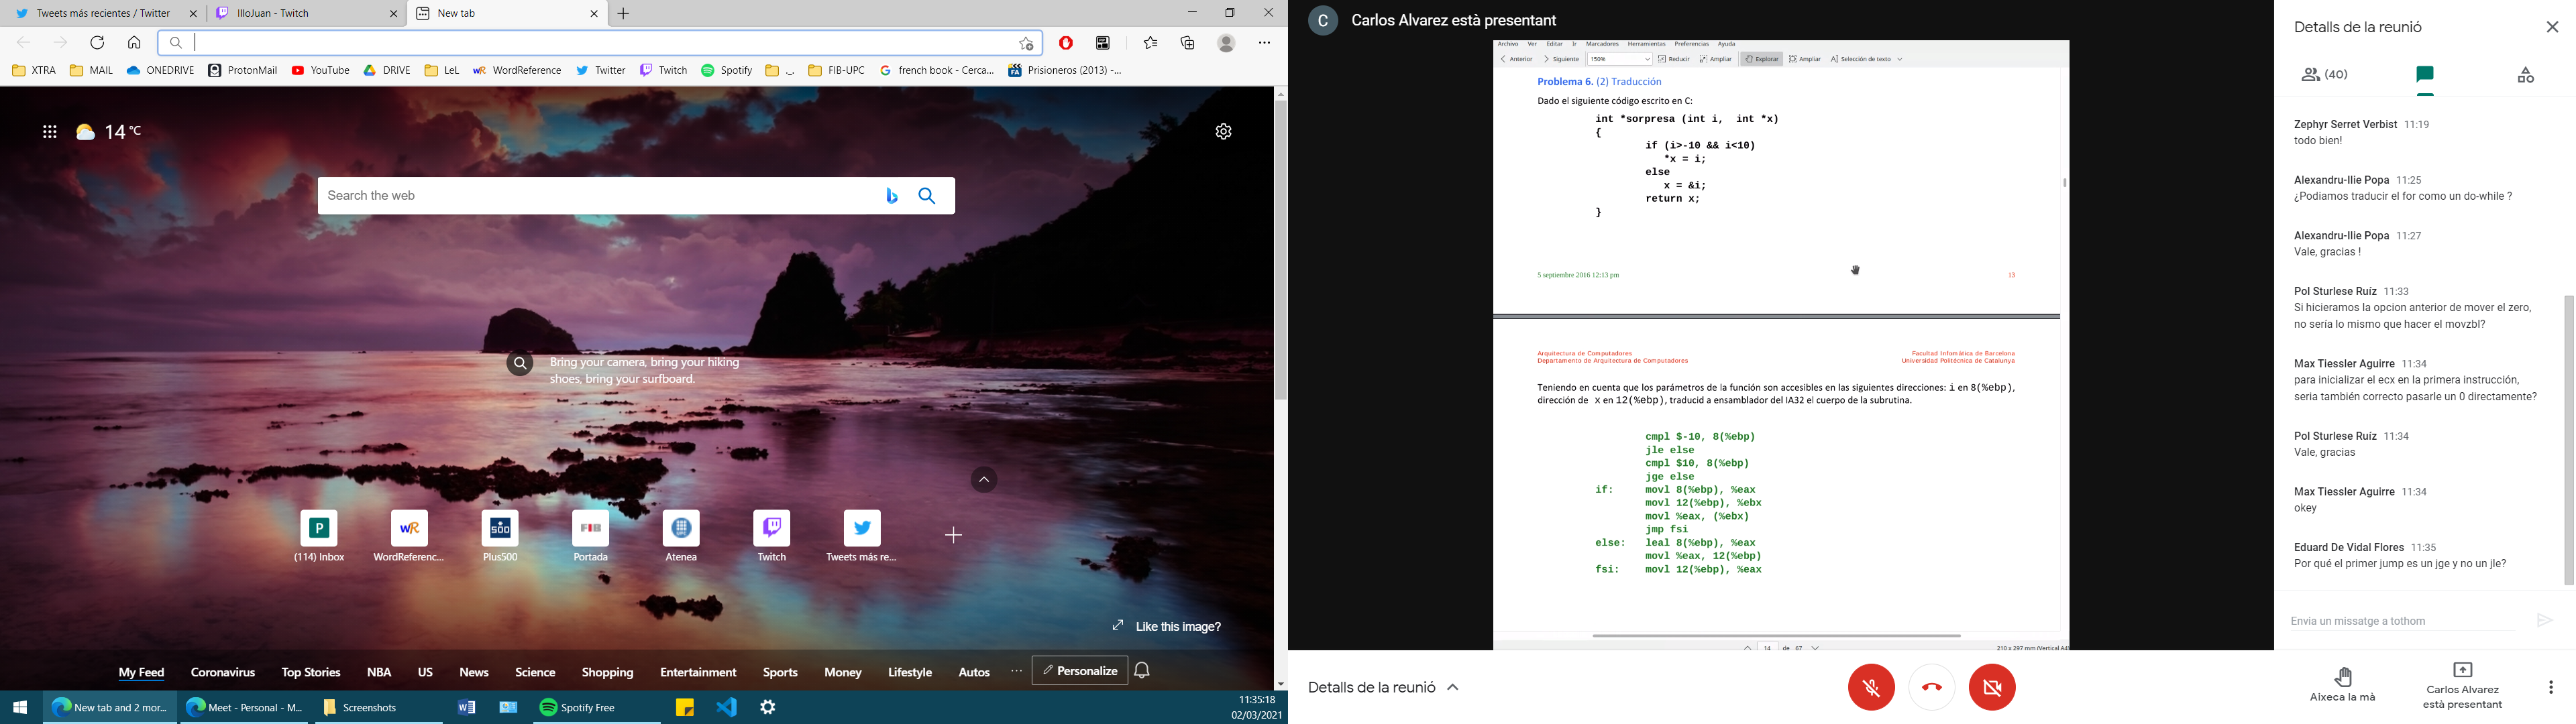 Tweets más recientes / Twitter
IlloJuan - Twitch
New tab
XTRA
MAIL
ONEDRIVE
ProtonMail
YouTube
DRIVE
LeL
WordReference
Twitter
Twitch
Spotify
._.
FIB-UPC
french book - Cerca...
Prisioneros (2013) -...
14 °C
Search the web
Bring your camera, bring your hiking
shoes, bring your surfboard.
(114) Inbox
WordReferenc...
Plus500
Portada
Atenea
Twitch
Tweets más re...
Like this image?
My Feed
Coronavirus
Top Stories
NBA
US
News
Science
Shopping
Entertainment
Sports
Money
Lifestyle
Autos
...
Personalize
New tab and 2 mor...
Meet - Personal - M...
Screenshots
Spotify Free
11:35:18
02/03/2021
C Carlos Alvarez està presentant
Archivo Ver Editar Ir Marcadores Herramientas Preferencias Ayuda
Anterior Siguiente 150% Reducir Ampliar Explorar Ampliar Selección de texto
Problema 6. (2) Traducción
Dado el siguiente código escrito en C:
int *sorpresa (int i, int *x)
{
if (i>-10 && i<10)
*x = i;
else
x = &i;
return x;
}
5 septiembre 2016 12:13 pm
13
Arquitectura de Computadores
Departamento de Arquitectura de Computadores
Facultad Infomática de Barcelona
Universidad Politécnica de Catalunya
Teniendo en cuenta que los parámetros de la función son accesibles en las siguientes direcciones: i en 8(%ebp),
dirección de x en 12(%ebp), traducid a ensamblador del IA32 el cuerpo de la subrutina.
cmpl $-10, 8(%ebp)
jle else
cmpl $10, 8(%ebp)
jge else
if: movl 8(%ebp), %eax
movl 12(%ebp), %ebx
movl %eax, (%ebx)
jmp fsi
else: leal 8(%ebp), %eax
movl %eax, 12(%ebp)
fsi: movl 12(%ebp), %eax
14 de 67
210 x 297 mm (Vertical A4)
Detalls de la reunió
Detalls de la reunió
(40)
Zephyr Serret Verbist 11:19
todo bien!
Alexandru-Ilie Popa 11:25
¿Podiamos traducir el for como un do-while ?
Alexandru-Ilie Popa 11:27
Vale, gracias !
Pol Sturlese Ruíz 11:33
Si hicieramos la opcion anterior de mover el zero,
no sería lo mismo que hacer el movzbl?
Max Tiessler Aguirre 11:34
para inicializar el ecx en la primera instrucción,
seria también correcto pasarle un 0 directamente?
Pol Sturlese Ruíz 11:34
Vale, gracias
Max Tiessler Aguirre 11:34
okey
Eduard De Vidal Flores 11:35
Por qué el primer jump es un jge y no un jle?
Envia un missatge a tothom
Aixeca la mà
Carlos Alvarez
està presentant